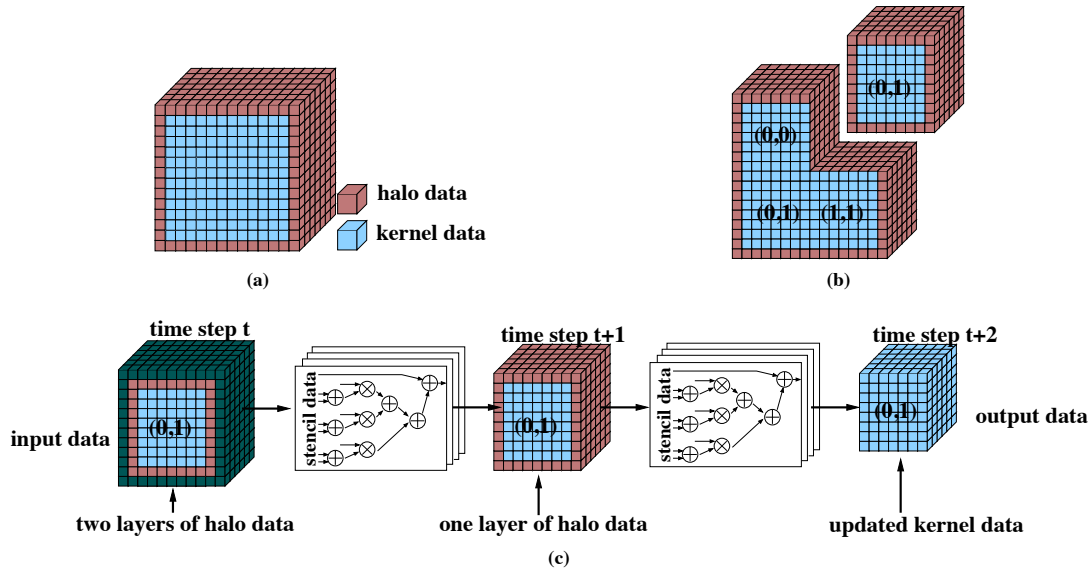 (0,1)
(0,0)
(0,1) (1,1)
halo data
kernel data
(a)
(b)
time step t
time step t+1
time step t+2
stencil data
stencil data
input data
(0,1)
(0,1)
(0,1)
output data
two layers of halo data
one layer of halo data
updated kernel data
(c)